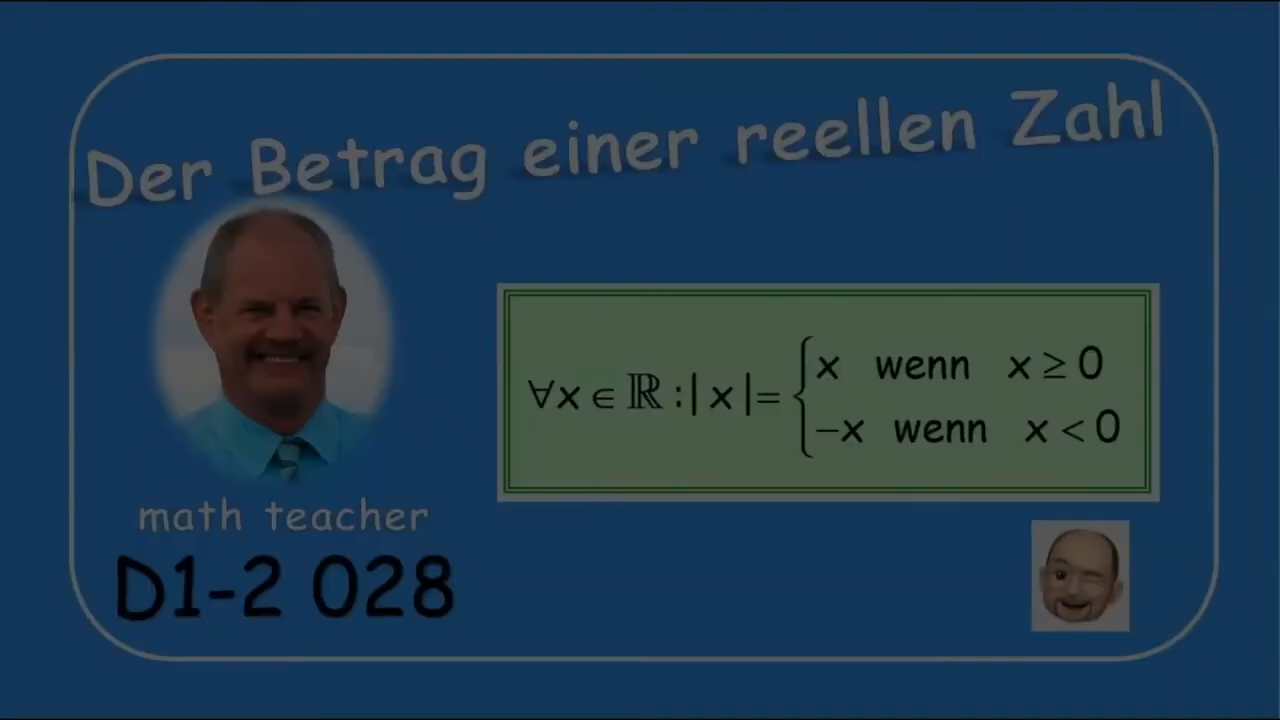 Der Betrag einer reellen Zahl
∀x ∈ ℝ :| x |= { x wenn x ≥ 0
−x wenn x < 0
math teacher
D1-2 028